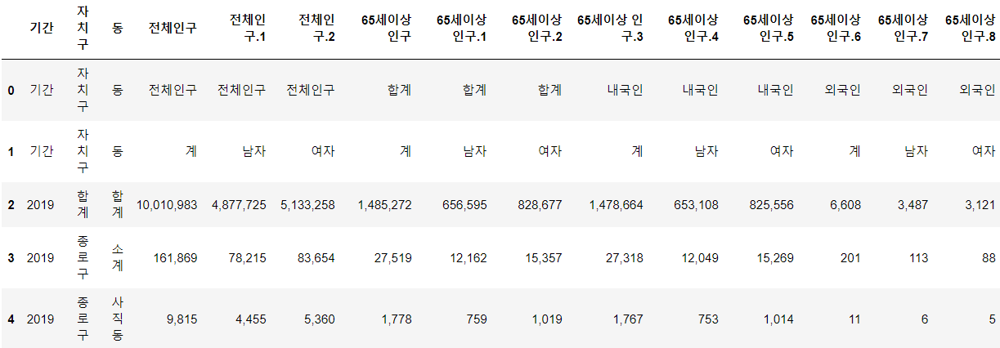 기간 자치구 동 전체인구 전체인구.1 전체인구.2 65세이상 인구 65세이상 인구.1 65세이상 인구.2 65세이상 인구.3 65세이상 인구.4 65세이상 인구.5 65세이상 인구.6 65세이상 인구.7 65세이상 인구.8
0 기간 자치구 동 전체인구 전체인구 전체인구 합계 합계 합계 내국인 내국인 내국인 외국인 외국인 외국인
1 기간 자치구 동 계 남자 여자 계 남자 여자 계 남자 여자 계 남자 여자
2 2019 합계 합계 10,010,983 4,877,725 5,133,258 1,485,272 656,595 828,677 1,478,664 653,108 825,556 6,608 3,487 3,121
3 2019 종로구 소계 161,869 78,215 83,654 27,519 12,162 15,357 27,318 12,049 15,269 201 113 88
4 2019 종로구 사직동 9,815 4,455 5,360 1,778 759 1,019 1,767 753 1,014 11 6 5